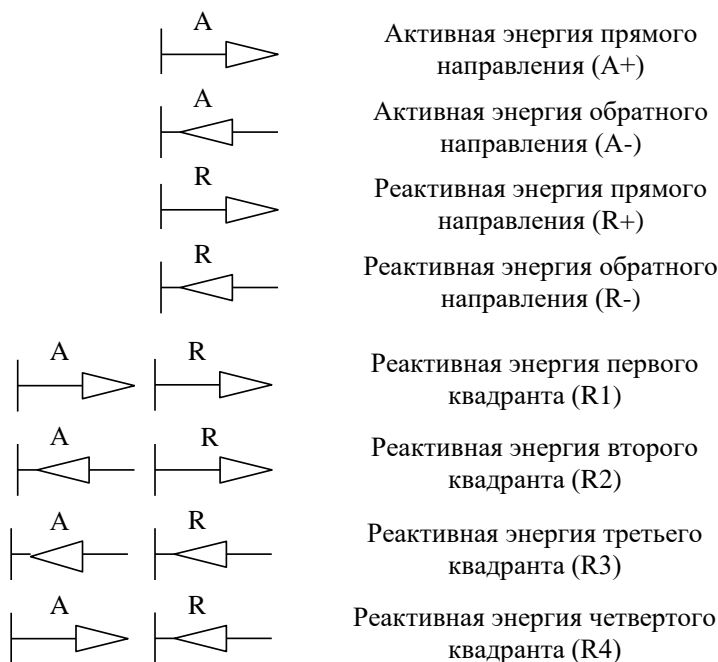 A
Активная энергия прямого
направления (A+)
A
Активная энергия обратного
направления (A-)
R
Реактивная энергия прямого
направления (R+)
R
Реактивная энергия обратного
направления (R-)
A R
Реактивная энергия первого
квадранта (R1)
A R
Реактивная энергия второго
квадранта (R2)
A R
Реактивная энергия третьего
квадранта (R3)
A R
Реактивная энергия четвертого
квадранта (R4)